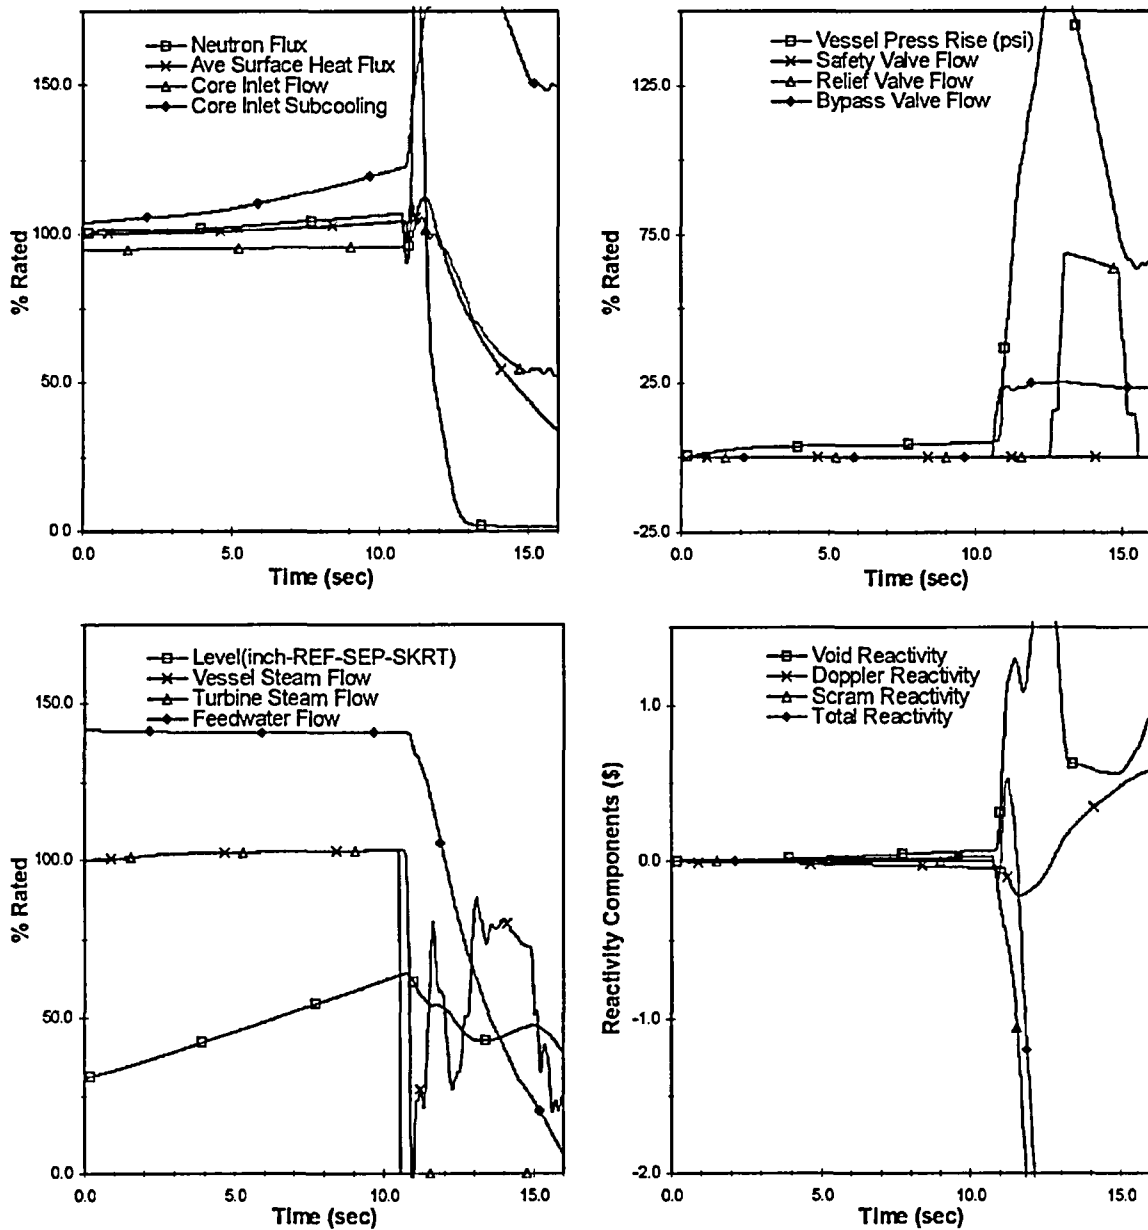 Neutron Flux
Ave Surface Heat Flux
Core Inlet Flow
Core Inlet Subcooling
% Rated
150.0
100.0
50.0
0.0
0.0 5.0 10.0 15.0
Time (sec)
Vessel Press Rise (psi)
Safety Valve Flow
Relief Valve Flow
Bypass Valve Flow
% Rated
125.0
75.0
25.0
-25.0
0.0 5.0 10.0 15.0
Time (sec)
Level(inch-REF-SEP-SKRT)
Vessel Steam Flow
Turbine Steam Flow
Feedwater Flow
% Rated
150.0
100.0
50.0
0.0
0.0 5.0 10.0 15.0
Time (sec)
Void Reactivity
Doppler Reactivity
Scram Reactivity
Total Reactivity
Reactivity Components ($)
1.0
0.0
-1.0
-2.0
0.0 5.0 10.0 15.0
Time (sec)